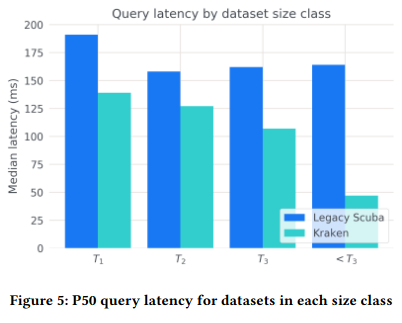 Query latency by dataset size class
Median latency (ms)
200
175
150
125
100
75
50
25
0
T₁
T₂
T₃
< T₃
Legacy Scuba
Kraken
Figure 5: P50 query latency for datasets in each size class